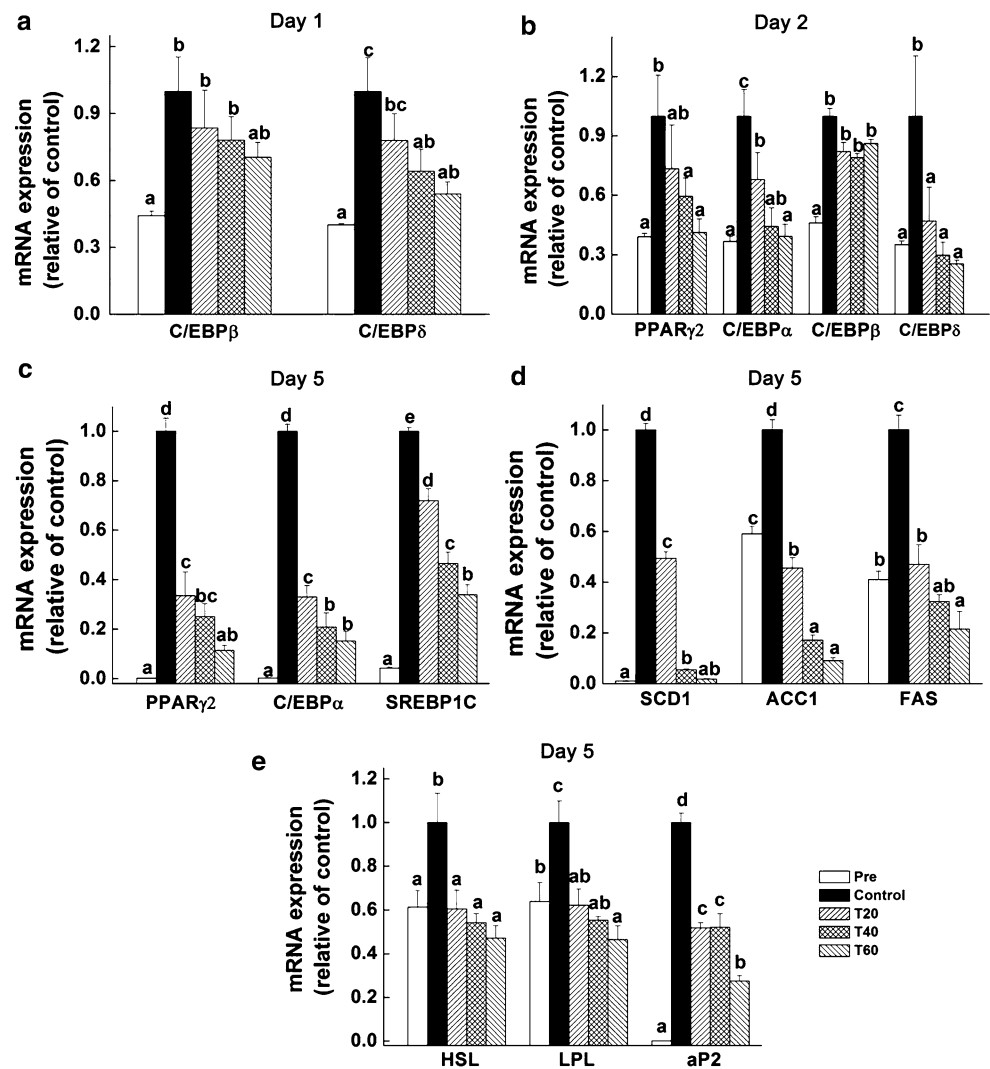 a
Day 1
mRNA expression
(relative of control)
1.2
0.9
0.6
0.3
0.0
a
b
b
b
ab
a
c
bc
ab
ab
C/EBPβ
C/EBPδ
b
Day 2
mRNA expression
(relative of control)
1.2
0.9
0.6
0.3
0.0
a
b
ab
a
a
a
c
b
ab
a
a
b
b
b
b
a
b
a
a
a
PPARγ2
C/EBPα
C/EBPβ
C/EBPδ
c
Day 5
mRNA expression
(relative of control)
1.0
0.8
0.6
0.4
0.2
0.0
a
d
c
bc
ab
a
d
c
b
b
a
e
d
c
b
PPARγ2
C/EBPα
SREBP1C
d
Day 5
mRNA expression
(relative of control)
1.0
0.8
0.6
0.4
0.2
0.0
a
d
c
b
ab
c
d
b
a
a
b
c
b
ab
a
SCD1
ACC1
FAS
e
Day 5
mRNA expression
(relative of control)
1.2
1.0
0.8
0.6
0.4
0.2
0.0
a
b
a
a
a
b
c
ab
ab
a
a
d
c
c
b
HSL
LPL
aP2
Pre
Control
T20
T40
T60